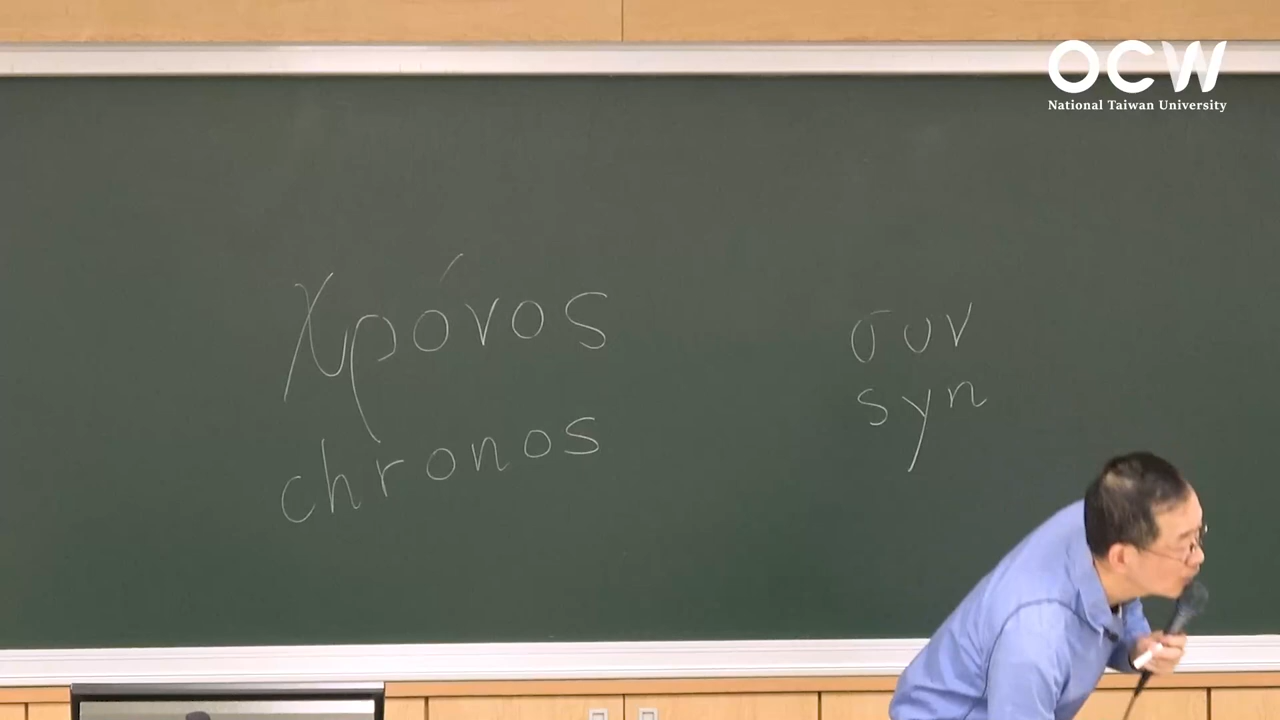 OCW
National Taiwan University
χρόνος
chronos
συν
syn